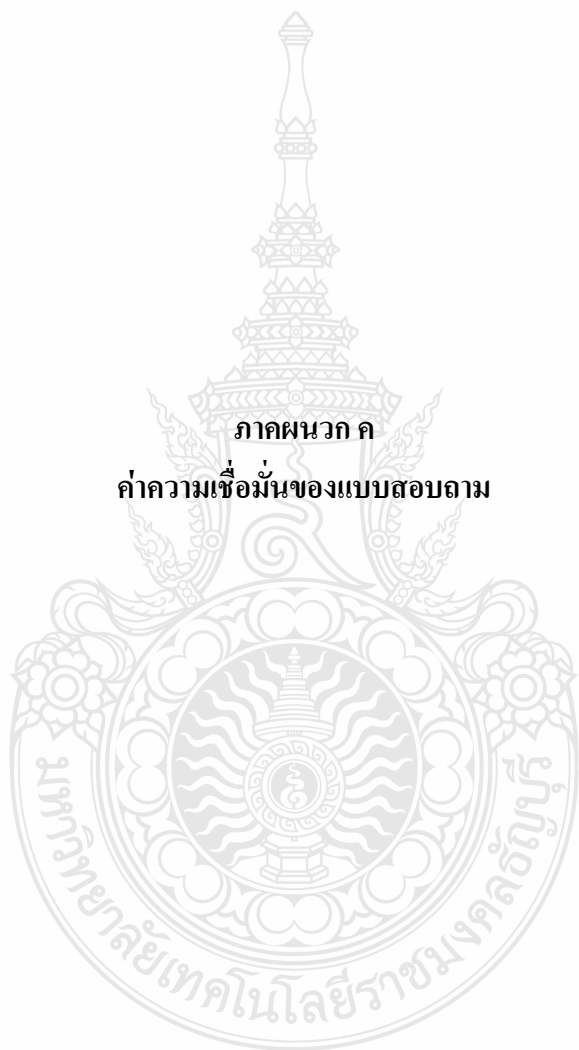 ภาคผนวก ค
ค่าความเชื่อมั่นของแบบสอบถาม
มหาวิทยาลัยเทคโนโลยีราชมงคลธัญบุรี